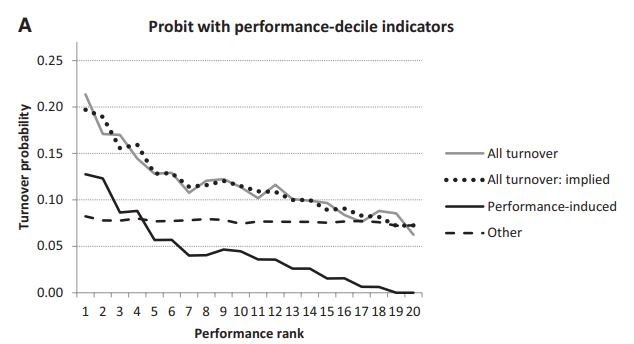 A
Probit with performance-decile indicators
Turnover probability
0.25
0.20
0.15
0.10
0.05
0.00
1 2 3 4 5 6 7 8 9 10 11 12 13 14 15 16 17 18 19 20
Performance rank
All turnover
All turnover: implied
Performance-induced
Other